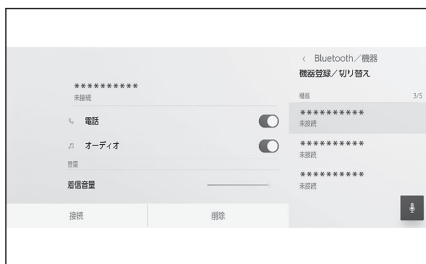 **********
未接続
電話
オーディオ
音量
着信音量
接続
削除
‹ Bluetooth／機器
機器登録／切り替え
機器 3/5
**********
未接続
**********
未接続
**********
未接続